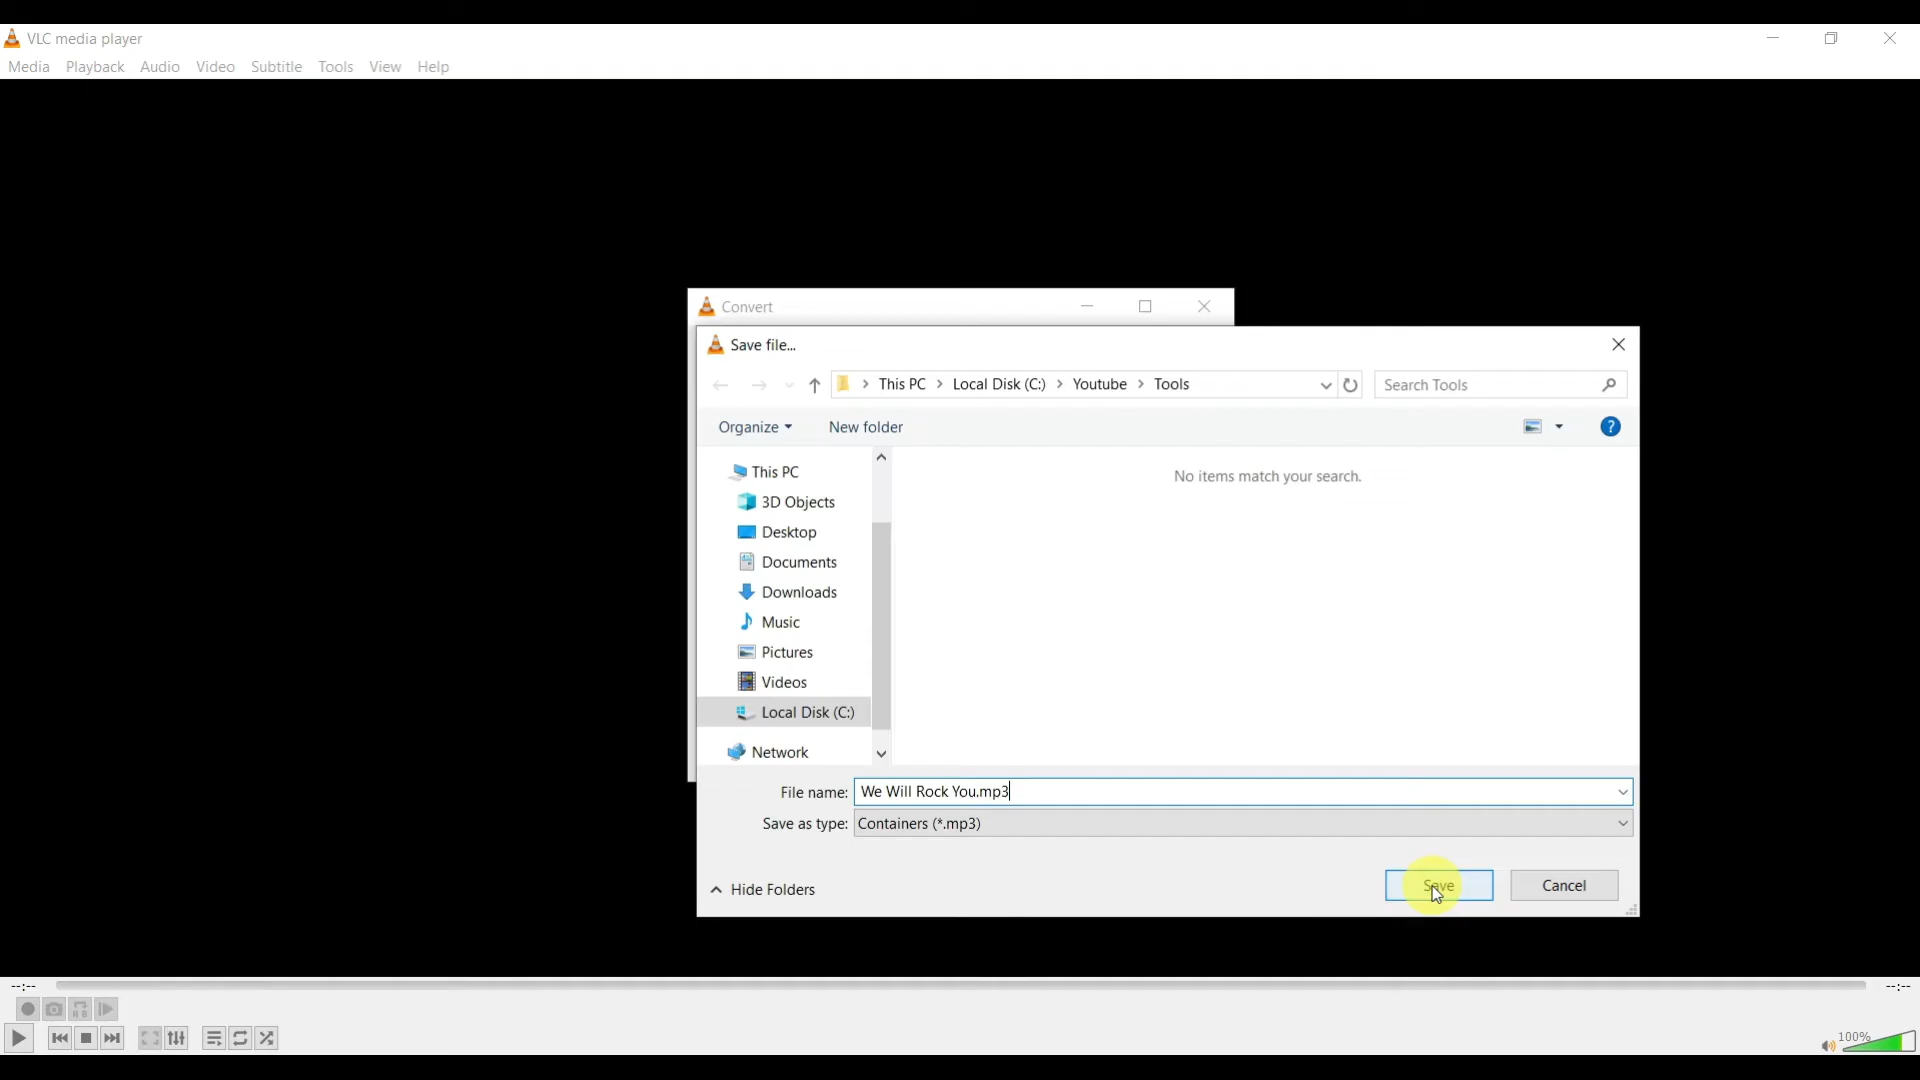 VLC media player
Media Playback Audio Video Subtitle Tools View Help
Convert
Save file...
This PC Local Disk (C:) Youtube Tools
Search Tools
Organize New folder
?
This PC
No items match your search.
3D Objects
Desktop
Documents
Downloads
Music
Pictures
Videos
Local Disk (C:)
Network
File name: We Will Rock You.mp3
Save as type: Containers (*.mp3)
Hide Folders
Save
Cancel
--:-- --:--
100%